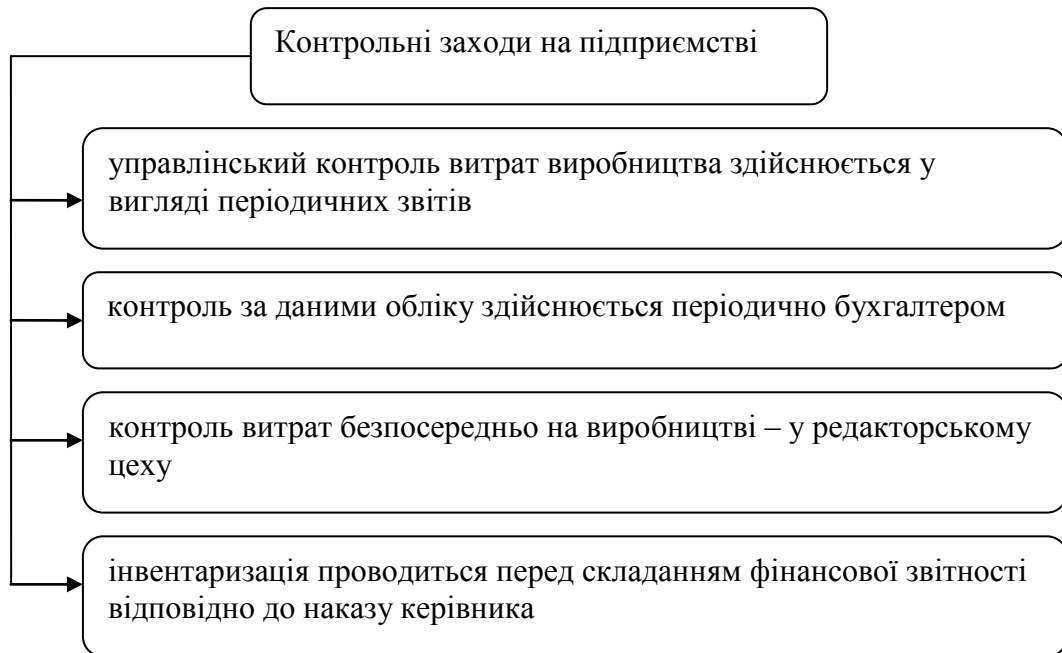 Контрольні заходи на підприємстві
управлінський контроль витрат виробництва здійснюється у
вигляді періодичних звітів
контроль за даними обліку здійснюється періодично бухгалтером
контроль витрат безпосередньо на виробництві – у редакторському
цеху
інвентаризація проводиться перед складанням фінансової звітності
відповідно до наказу керівника